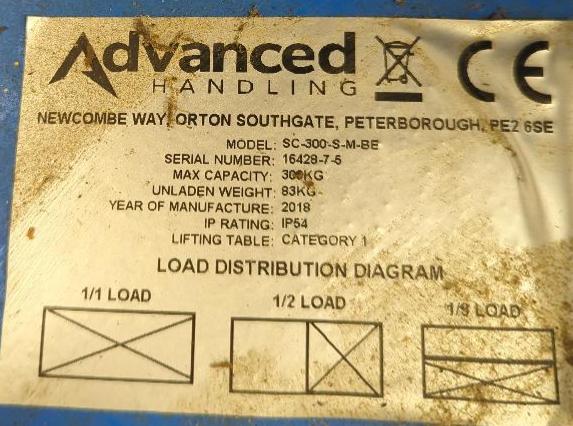 Advanced
HANDLING
CE
NEWCOMBE WAY, ORTON SOUTHGATE, PETERBOROUGH, PE2 6SE
MODEL: SC-300-S-M-BE
SERIAL NUMBER: 16428-7-5
MAX CAPACITY: 300KG
UNLADEN WEIGHT: 83KG
YEAR OF MANUFACTURE: 2018
IP RATING: IP54
LIFTING TABLE: CATEGORY 1
LOAD DISTRIBUTION DIAGRAM
1/1 LOAD 1/2 LOAD 1/3 LOAD